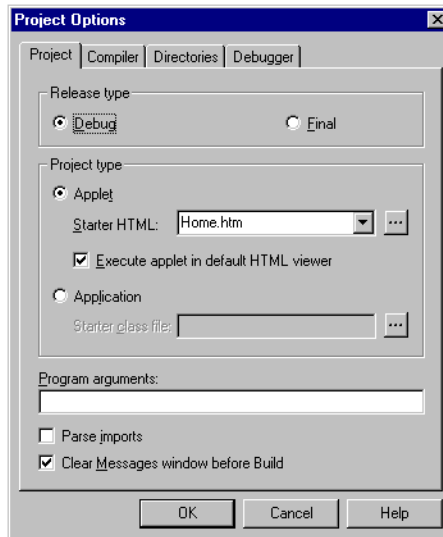 Project Options
Project Compiler Directories Debugger
Release type
Debug Final
Project type
Applet
Starter HTML: Home.htm ...
Execute applet in default HTML viewer
Application
Starter class file: ...
Program arguments:
Parse imports
Clear Messages window before Build
OK Cancel Help